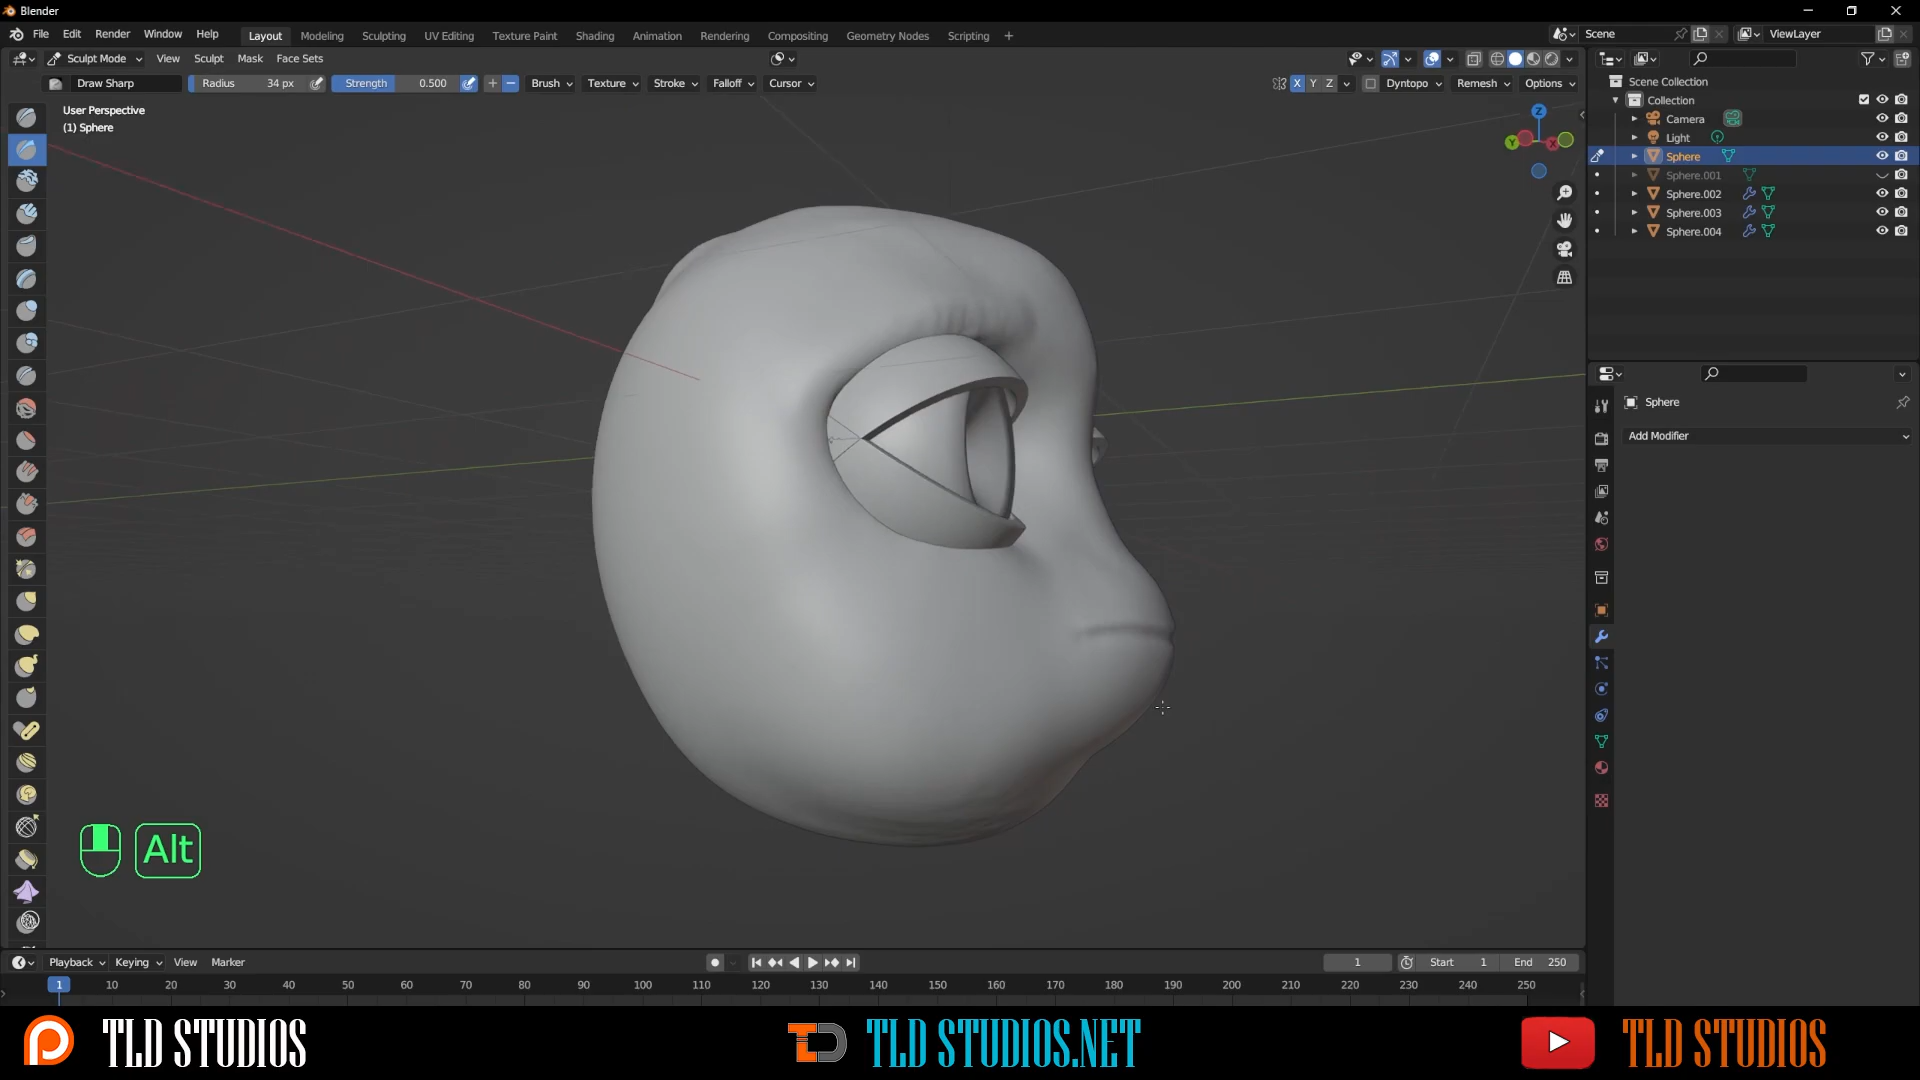 Blender
File Edit Render Window Help Layout Modeling Sculpting UV Editing Texture Paint Shading Animation Rendering Compositing Geometry Nodes Scripting + Scene ViewLayer
Sculpt Mode View Sculpt Mask Face Sets
Draw Sharp Radius 34 px Strength 0.500 Brush Texture Stroke Falloff Cursor X Y Z Dyntopo Remesh Options
User Perspective
(1) Sphere
Z
Y
X
Scene Collection
Collection
Camera
Light
Sphere
Sphere.001
Sphere.002
Sphere.003
Sphere.004
Sphere
Add Modifier
Alt
Playback Keying View Marker 1 Start 1 End 250
1 10 20 30 40 50 60 70 80 90 100 110 120 130 140 150 160 170 180 190 200 210 220 230 240 250
TLD STUDIOS TLD STUDIOS.NET TLD STUDIOS